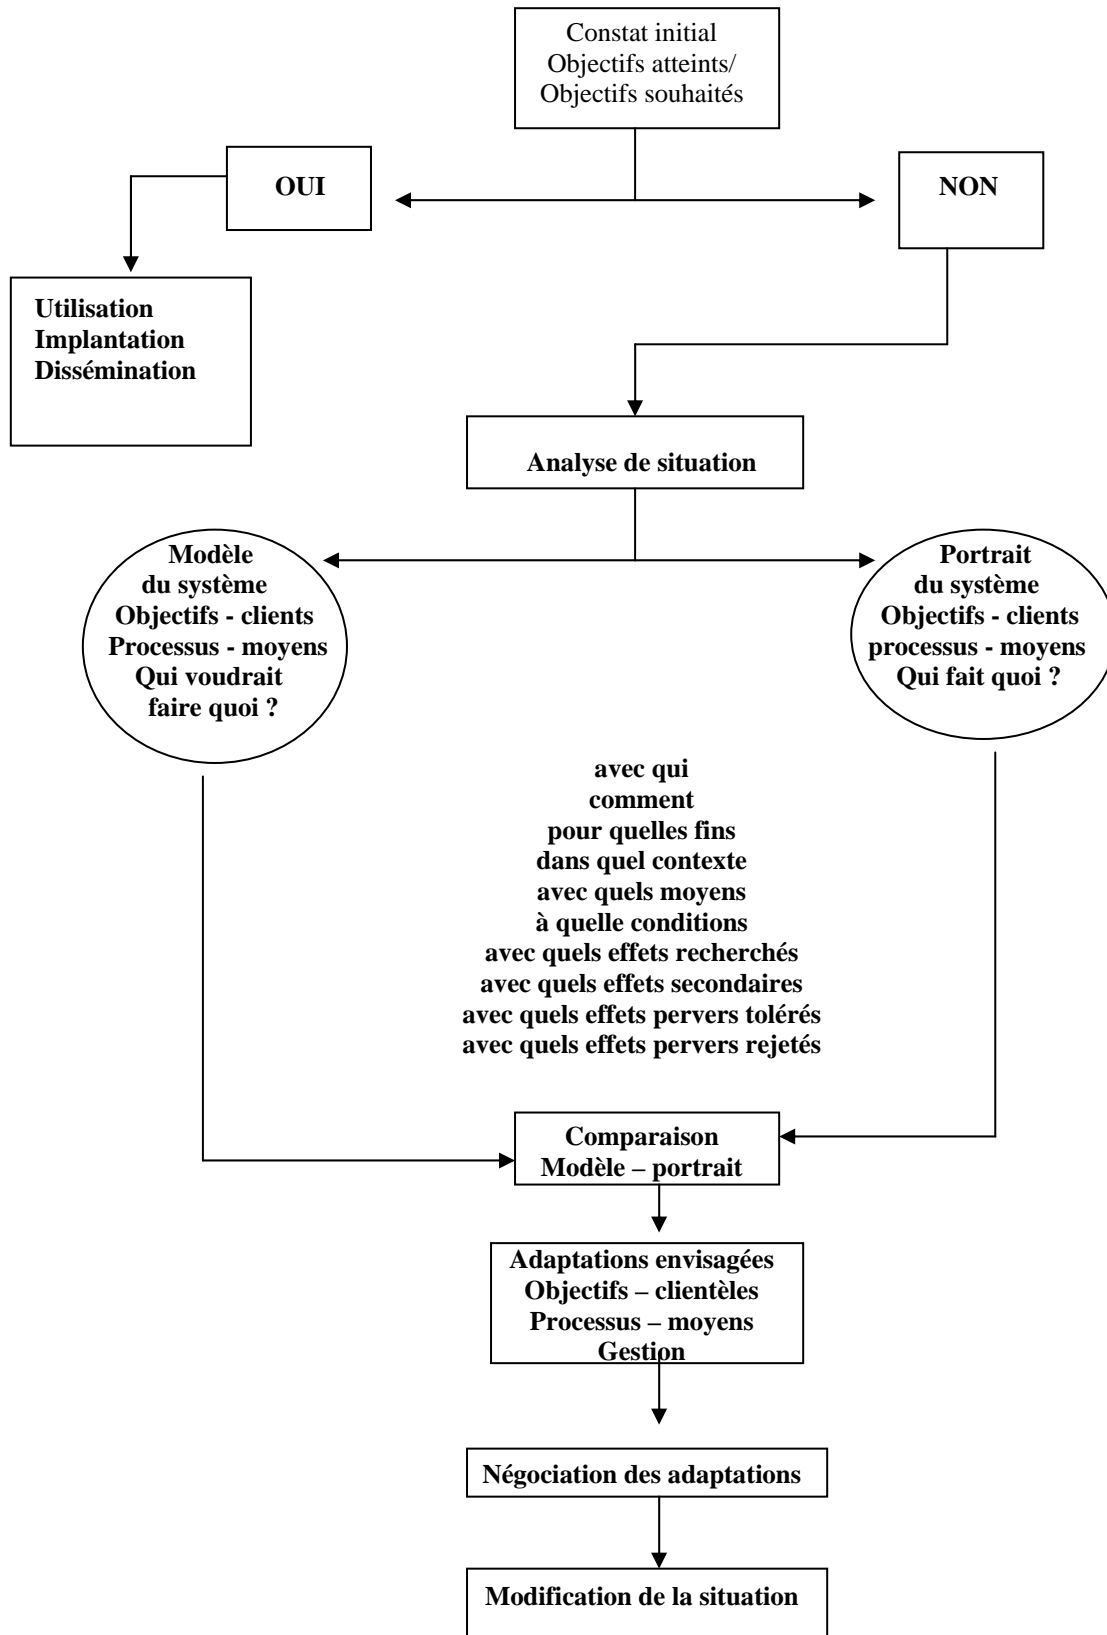 Constat initial
Objectifs atteints/
Objectifs souhaités
OUI
NON
Utilisation
Implantation
Dissémination
Analyse de situation
Modèle
du système
Objectifs - clients
Processus - moyens
Qui voudrait
faire quoi ?
Portrait
du système
Objectifs - clients
processus - moyens
Qui fait quoi ?
avec qui
comment
pour quelles fins
dans quel contexte
avec quels moyens
à quelle conditions
avec quels effets recherchés
avec quels effets secondaires
avec quels effets pervers tolérés
avec quels effets pervers rejetés
Comparaison
Modèle – portrait
Adaptations envisagées
Objectifs – clientèles
Processus – moyens
Gestion
Négociation des adaptations
Modification de la situation